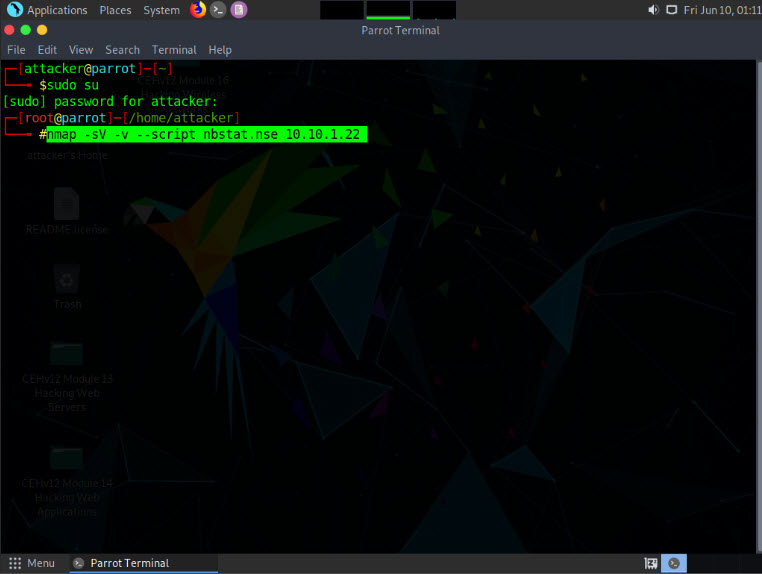 Applications Places System Fri Jun 10, 01:11
Parrot Terminal
File Edit View Search Terminal Help
┌─[attacker@parrot]─[~]
└──╼ $sudo su
[sudo] password for attacker:
┌─[root@parrot]─[/home/attacker]
└──╼ #nmap -sV -v --script nbstat.nse 10.10.1.22
CEHv12 Module 16
Wireless
attacker's Home
README.license
Trash
CEHv12 Module 13
Hacking Web
Servers
CEHv12 Module 14
Hacking Web
Applications
Menu Parrot Terminal